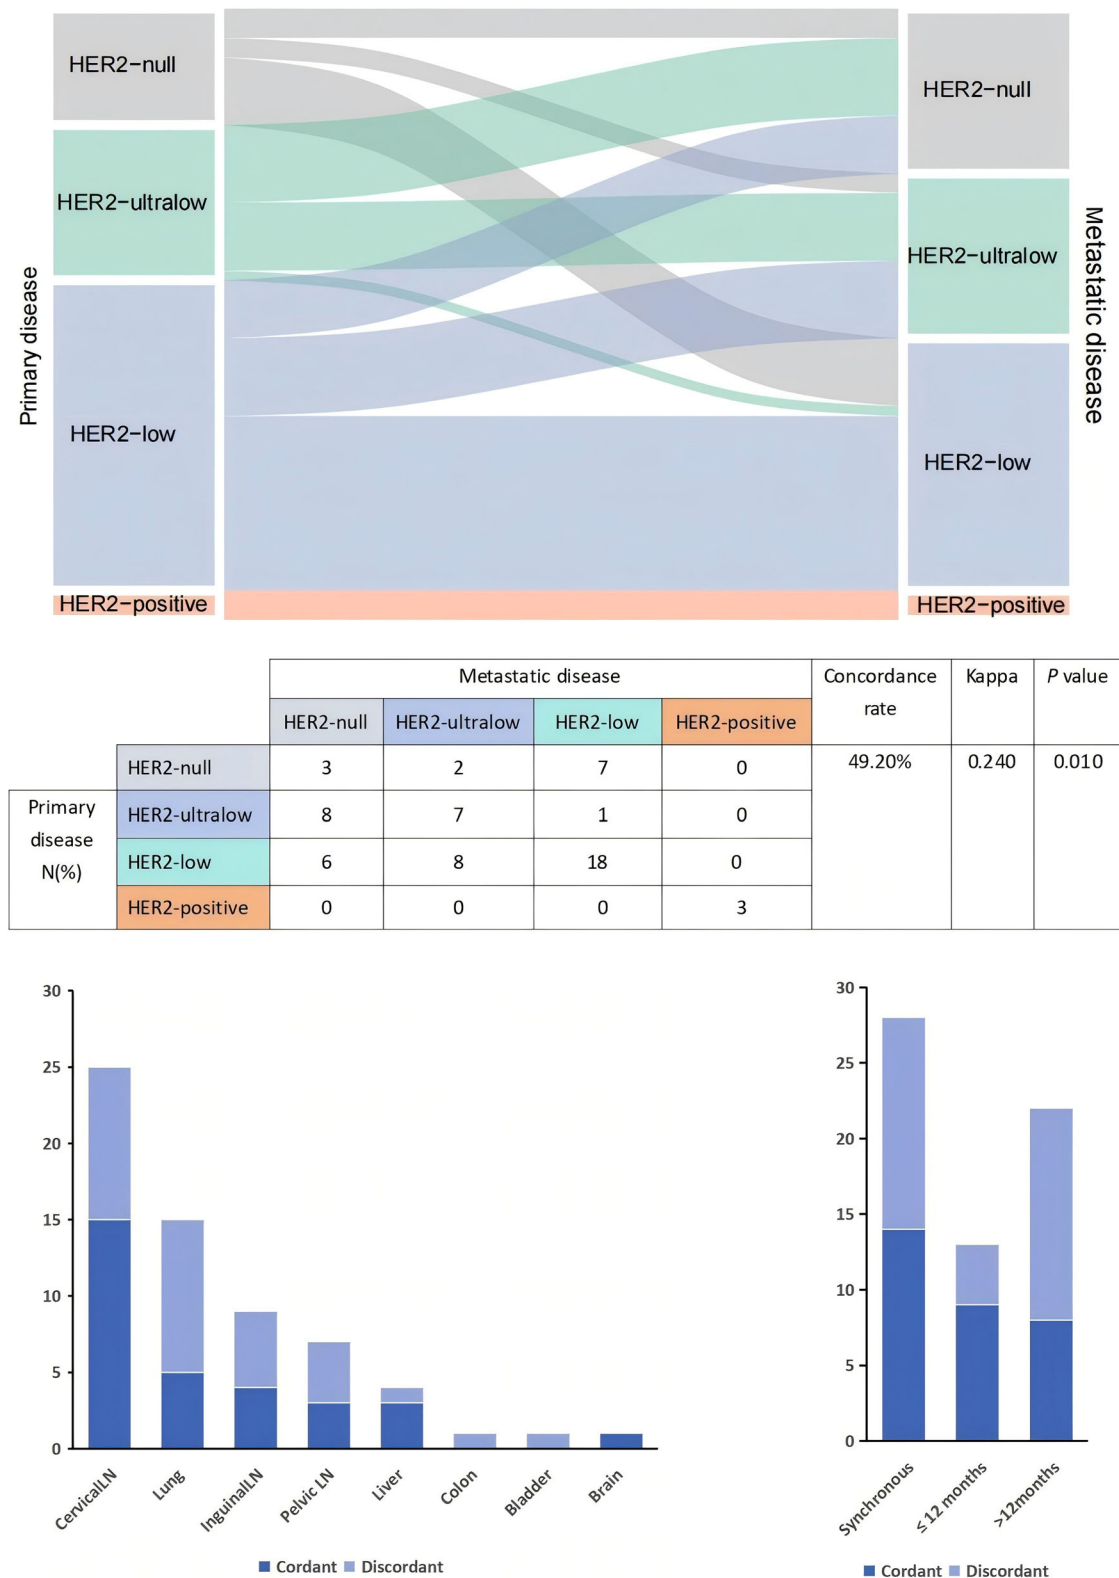 Primary disease
HER2-null
HER2-ultralow
HER2-low
HER2-positive
HER2-null
HER2-ultralow
HER2-low
HER2-positive
Metastatic disease
Metastatic disease Concordance rate Kappa P value
HER2-null HER2-ultralow HER2-low HER2-positive
HER2-null 3 2 7 0 49.20% 0.240 0.010
Primary disease N(%)
HER2-ultralow 8 7 1 0
HER2-low 6 8 18 0
HER2-positive 0 0 0 3
30
25
20
15
10
5
0
CervicalLN Lung InguinalLN Pelvic LN Liver Colon Bladder Brain
Cordant Discordant
30
25
20
15
10
5
0
Synchronous ≤ 12 months >12months
Cordant Discordant